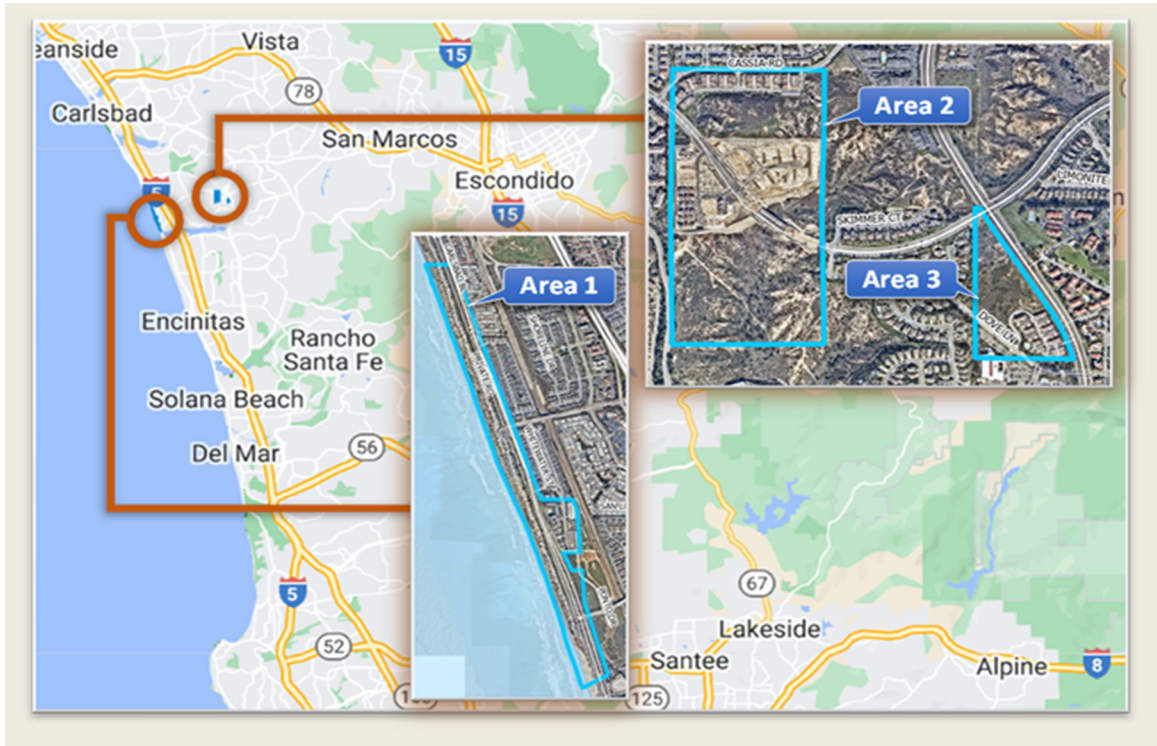 eanside
Vista
15
78
Carlsbad
San Marcos
Escondido
5
15
Encinitas
Rancho
Santa Fe
Solana Beach
Del Mar
56
5
52
67
Lakeside
Santee
Alpine
8
125
CASSIA RD
Area 2
LIMONITE
SKIMMER CT
Area 3
DOVE LN
Area 1